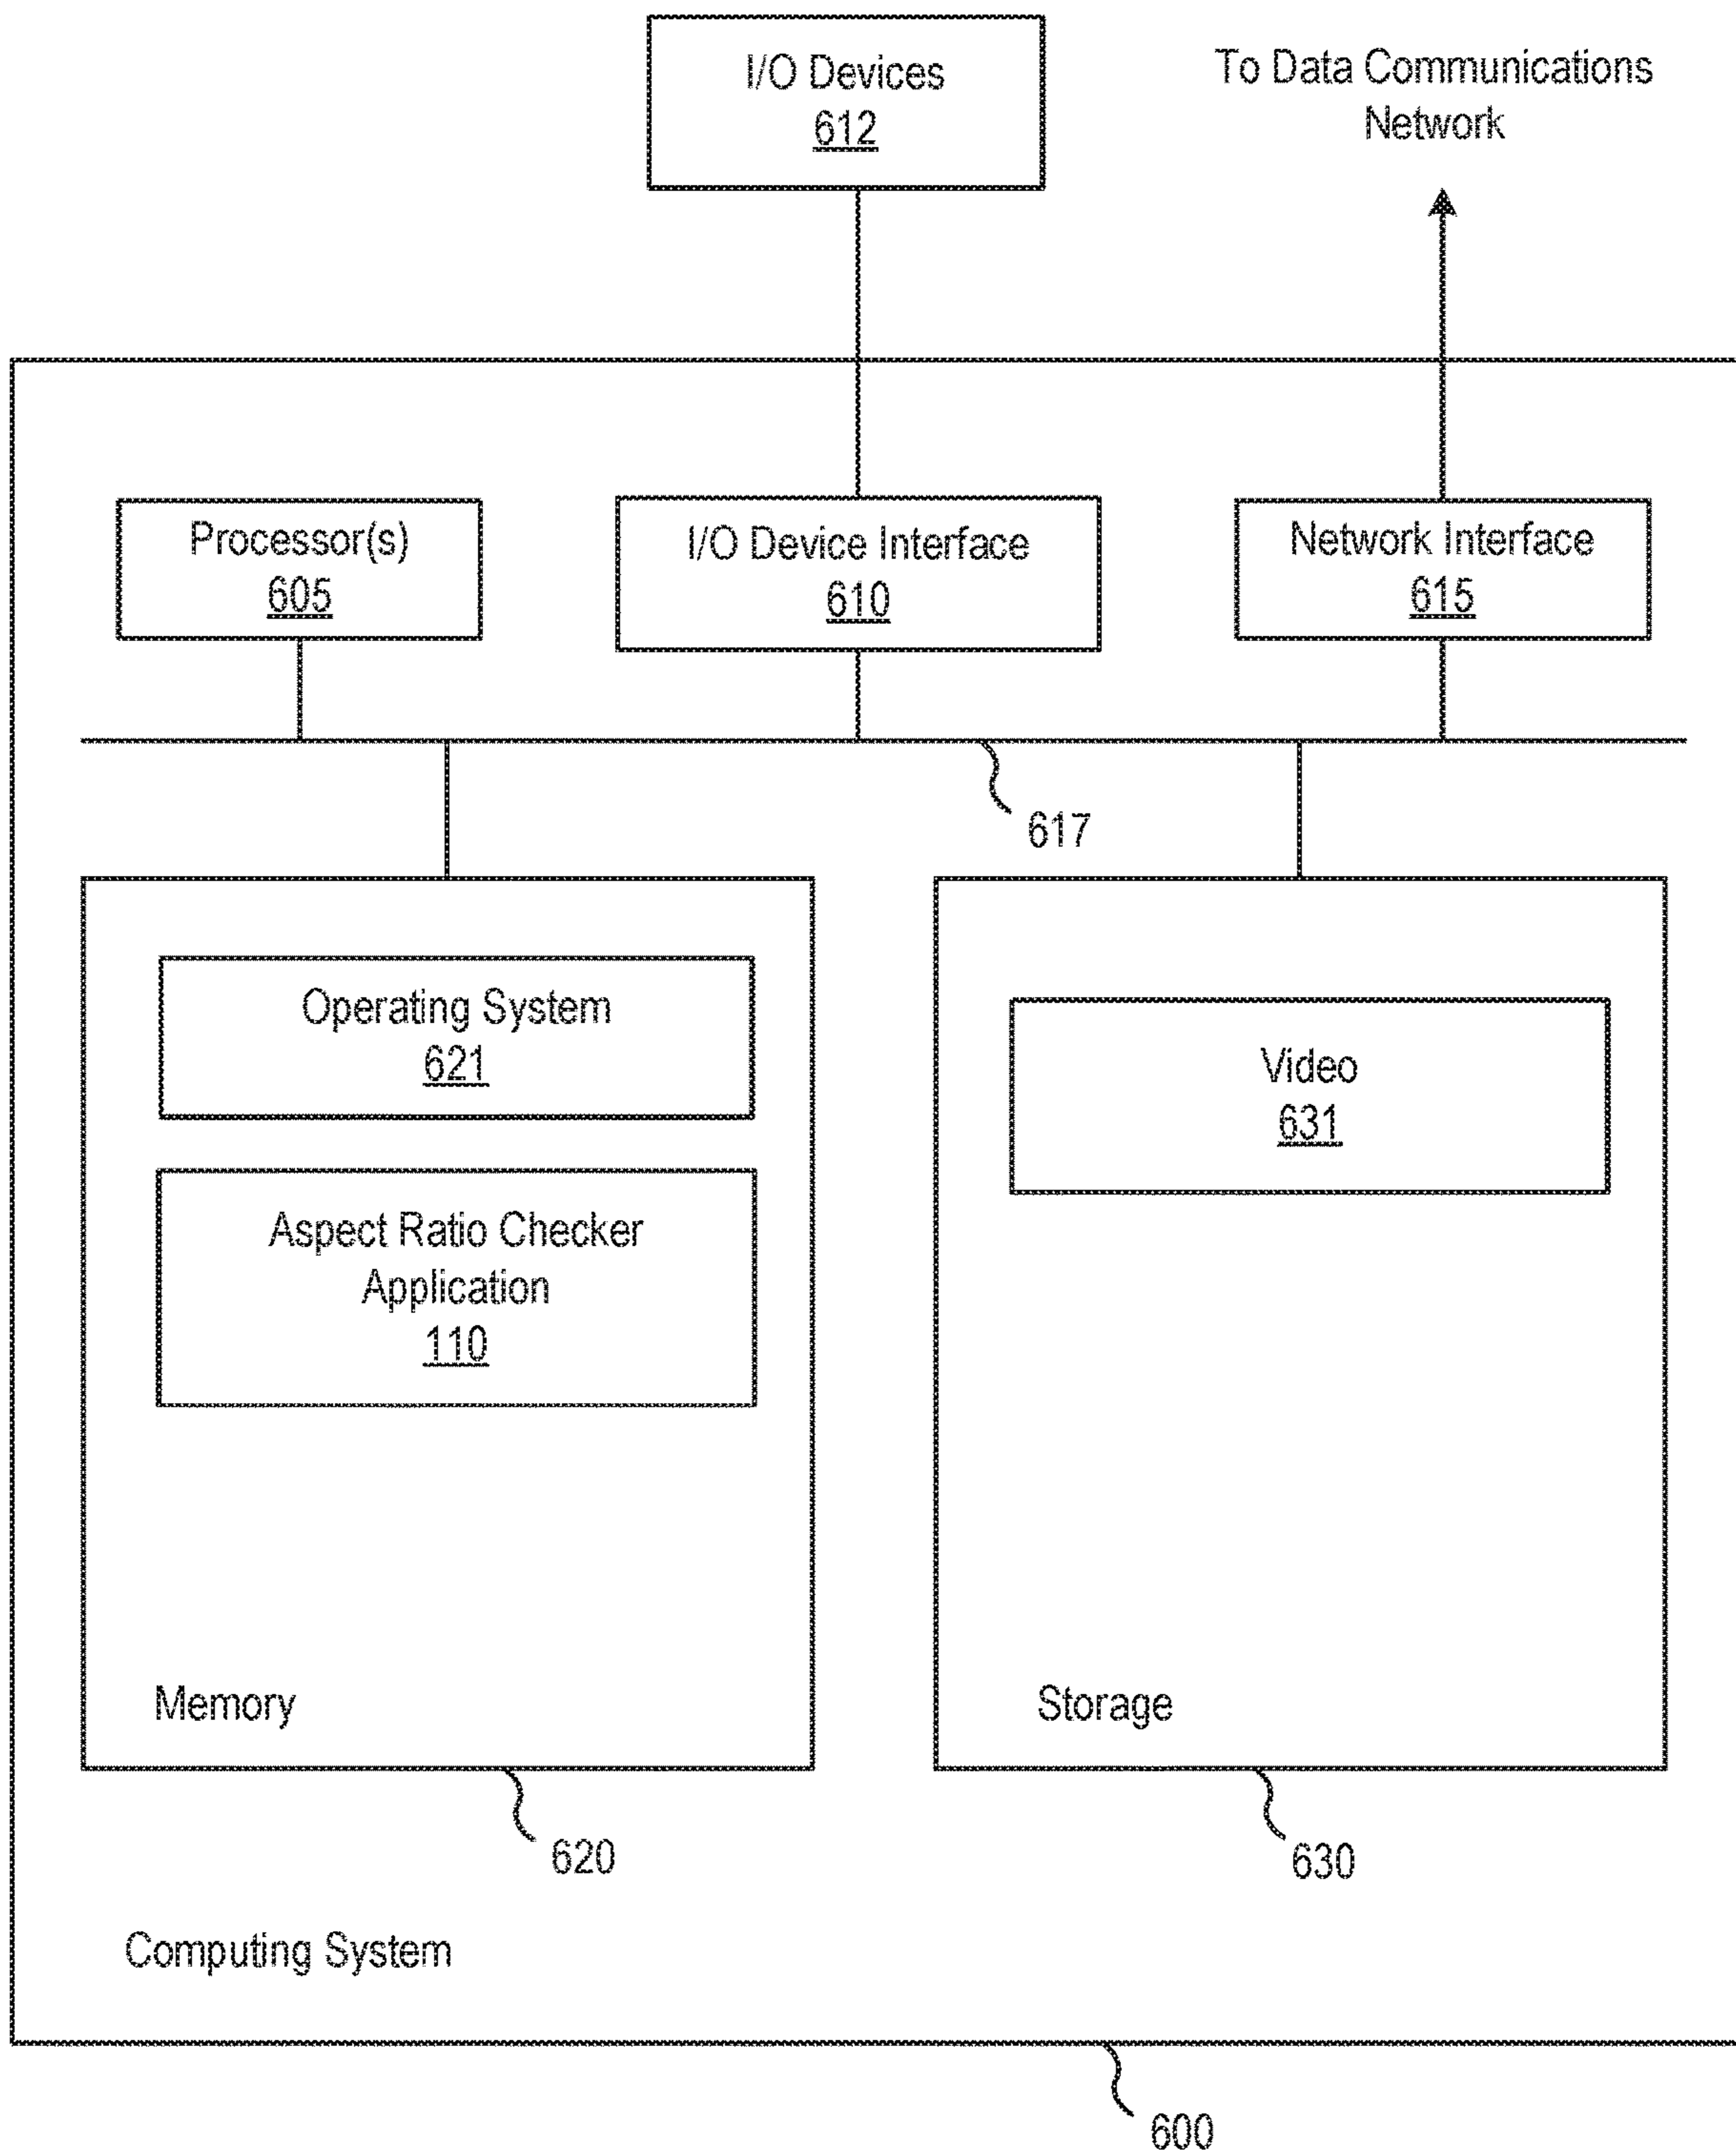 I/O Devices
612
To Data Communications
Network
Processor(s)
605
I/O Device Interface
610
Network Interface
615
617
Operating System
621
Aspect Ratio Checker
Application
110
Memory
620
Video
631
Storage
630
Computing System
600